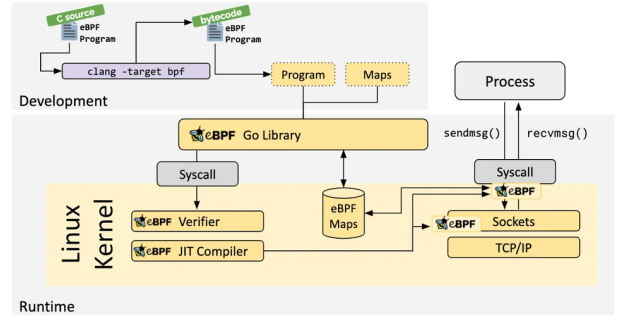 C source
eBPF
Program
bytecode
eBPF
Program
clang -target bpf
Program
Maps
Development
Process
sendmsg()
recvmsg()
eBPF Go Library
Syscall
Syscall
eBPF
Linux
Kernel
eBPF Verifier
eBPF
Maps
eBPF
Sockets
eBPF JIT Compiler
TCP/IP
Runtime